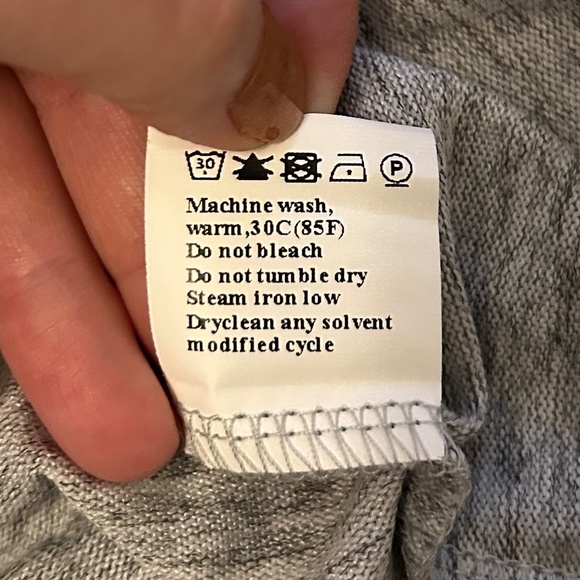 30 P
Machine wash,
warm,30C(85F)
Do not bleach
Do not tumble dry
Steam iron low
Dryclean any solvent
modified cycle